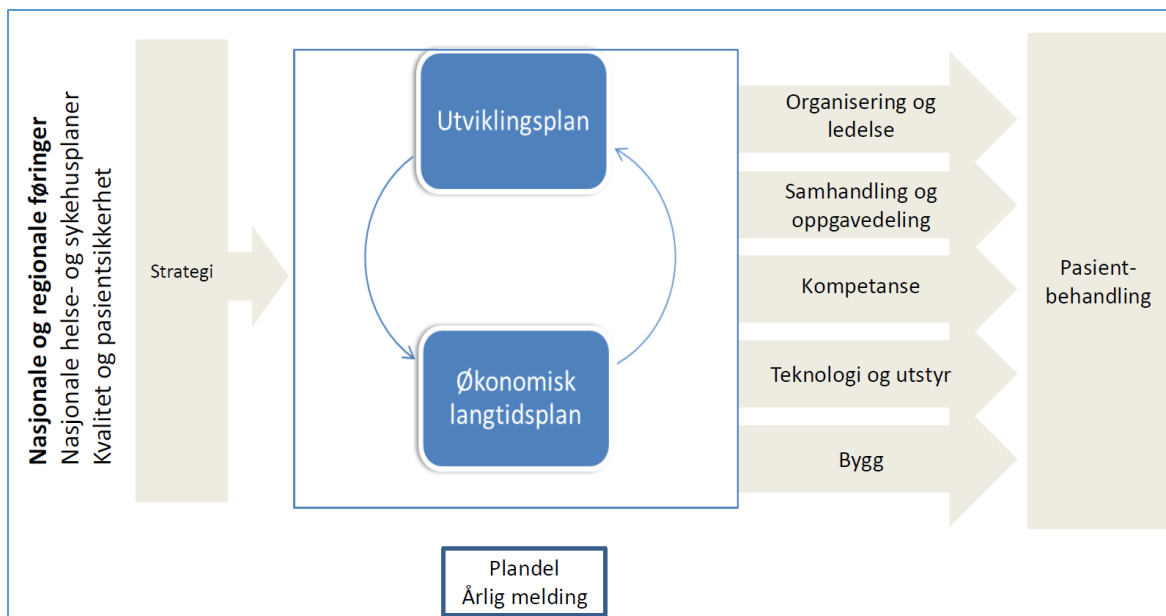 Nasjonale og regionale føringer
Nasjonale helse- og sykehusplaner
Kvalitet og pasientsikkerhet
Strategi
Utviklingsplan
Økonomisk
langtidsplan
Organisering og
ledelse
Samhandling og
oppgavedeling
Kompetanse
Teknologi og utstyr
Bygg
Pasient-
behandling
Plandel
Årlig melding